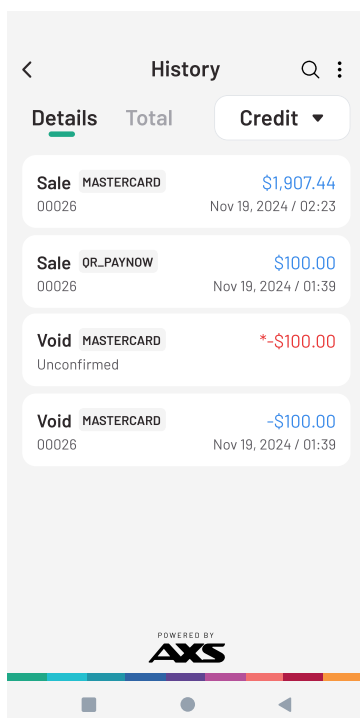 History
Details Total Credit
Sale MASTERCARD $1,907.44
00026 Nov 19, 2024 / 02:23
Sale QR_PAYNOW $100.00
00026 Nov 19, 2024 / 01:39
Void MASTERCARD *-$100.00
Unconfirmed
Void MASTERCARD -$100.00
00026 Nov 19, 2024 / 01:39
POWERED BY
AXS